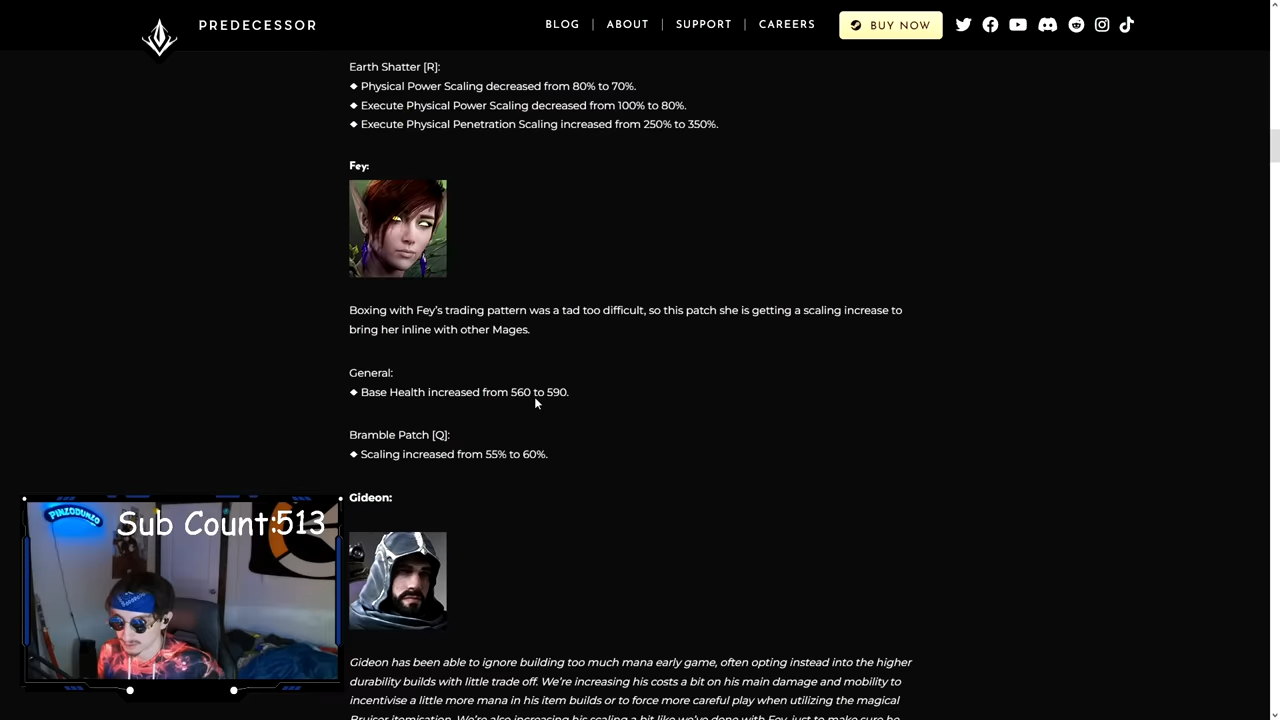 PREDECESSOR
BLOG | ABOUT | SUPPORT | CAREERS
BUY NOW
Earth Shatter [R]:
❖ Physical Power Scaling decreased from 80% to 70%.
❖ Execute Physical Power Scaling decreased from 100% to 80%.
❖ Execute Physical Penetration Scaling increased from 250% to 350%.
Fey:
Boxing with Fey’s trading pattern was a tad too difficult, so this patch she is getting a scaling increase to
bring her inline with other Mages.
General:
❖ Base Health increased from 560 to 590.
Bramble Patch [Q]:
❖ Scaling increased from 55% to 60%.
Gideon:
PINZODUNZO
Sub Count:513
Gideon has been able to ignore building too much mana early game, often opting instead into the higher
durability builds with little trade off. We’re increasing his costs a bit on his main damage and mobility to
incentivise a little more mana in his item builds or to force more careful play when utilizing the magical
Bruiser itemisation. We’re also increasing his scaling a bit like we’ve done with Fey, just to make sure he